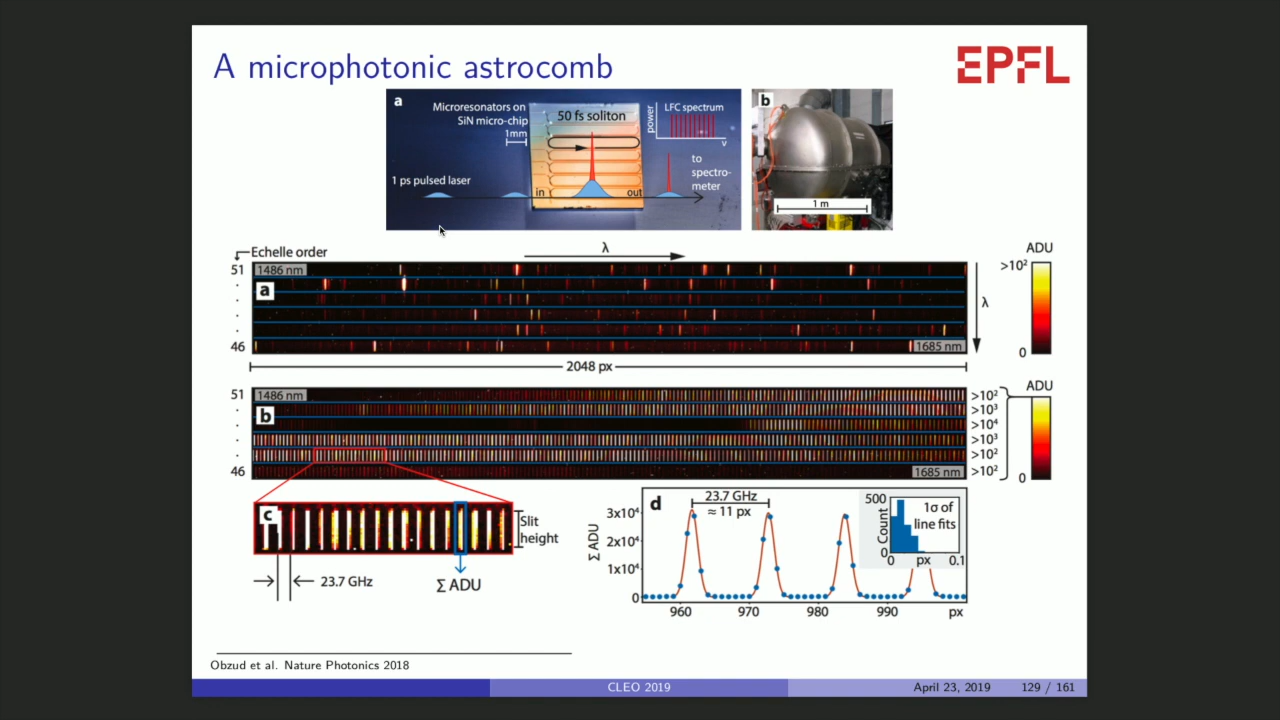 A microphotonic astrocomb
EPFL
a
Microresonators on
SiN micro-chip
1mm
50 fs soliton
LFC spectrum
power
ν
1 ps pulsed laser
in
out
to
spectro-
meter
b
1 m
Echelle order
λ
ADU
51
1486 nm
a
.
.
.
.
46
1685 nm
λ
>10²
0
2048 px
51
1486 nm
b
.
.
.
.
46
1685 nm
>10²
>10³
>10⁴
>10³
>10²
>10²
ADU
0
c
Slit
height
23.7 GHz
Σ ADU
d
23.7 GHz
≈ 11 px
Σ ADU
3x10⁴
2x10⁴
1x10⁴
0
960
970
980
990
px
500
Count
0
1σ of
line fits
0
px
0.1
Obzud et al. Nature Photonics 2018
CLEO 2019
April 23, 2019
129 / 161